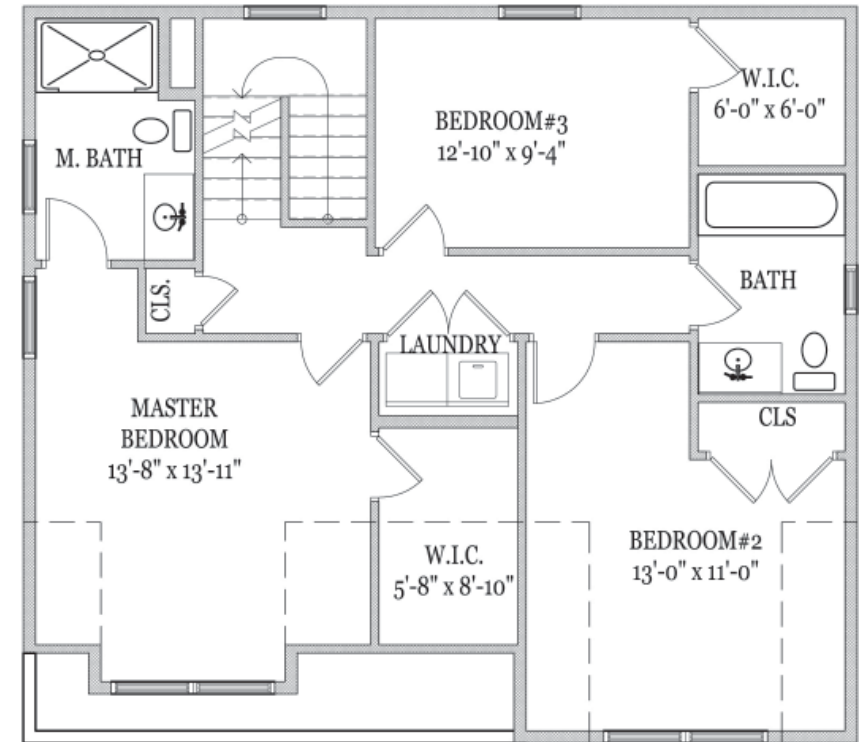 W.I.C.
6'-0" x 6'-0"
BEDROOM#3
12'-10" x 9'-4"
M. BATH
CLS.
BATH
LAUNDRY
MASTER
BEDROOM
13'-8" x 13'-11"
CLS
W.I.C.
5'-8" x 8'-10"
BEDROOM#2
13'-0" x 11'-0"